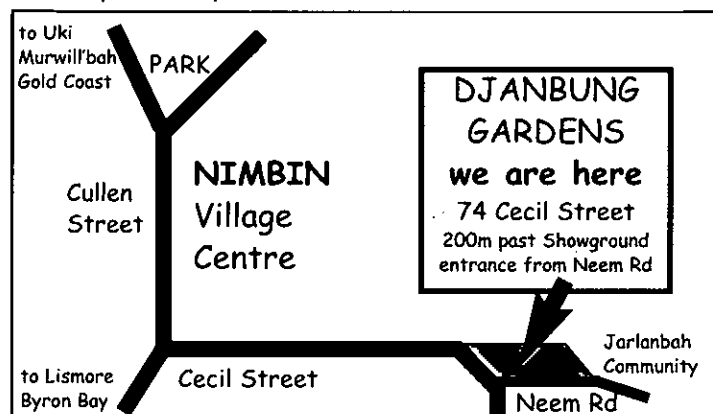 to Uki
Murwill'bah
Gold Coast
PARK
DJANBUNG
GARDENS
we are here
74 Cecil Street
200m past Showground
entrance from Neem Rd
Cullen
Street
NIMBIN
Village
Centre
Jarlanbah
Community
to Lismore
Byron Bay
Cecil Street
Neem Rd